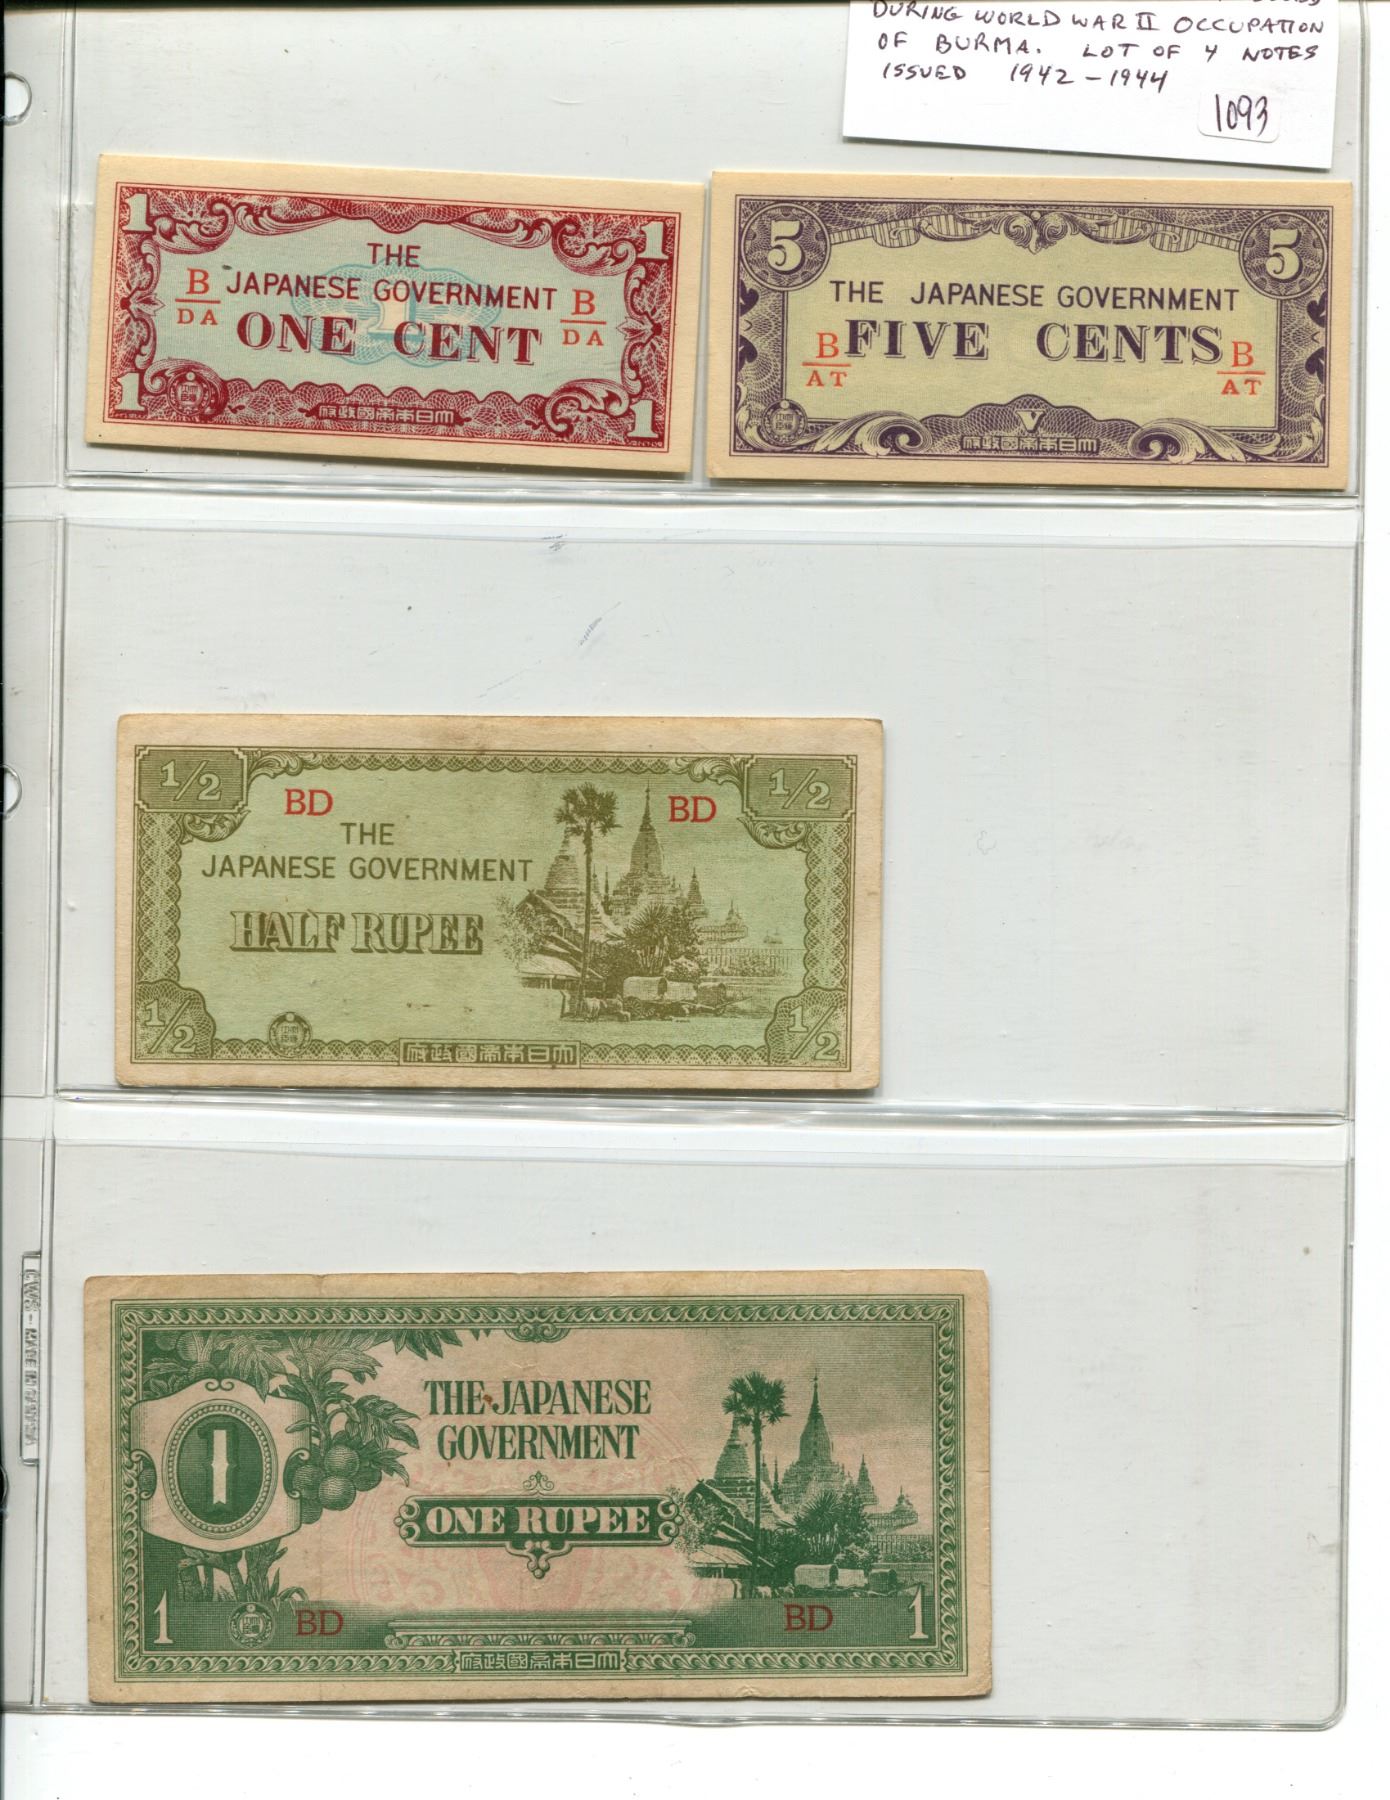 DURING WORLD WAR II OCCUPATION
OF BURMA. LOT OF 4 NOTES
ISSUED 1942-1944
1093
1 1
THE
B/DA JAPANESE GOVERNMENT B/DA
ONE CENT
1 1
府政國帝本日大
5 5
THE JAPANESE GOVERNMENT
B/AT FIVE CENTS B/AT
V
府政國帝本日大
1/2 1/2
BD BD
THE
JAPANESE GOVERNMENT
HALF RUPEE
1/2 1/2
府政國帝本日大
THE JAPANESE
GOVERNMENT
1
ONE RUPEE
1 BD BD 1
府政國帝本日大